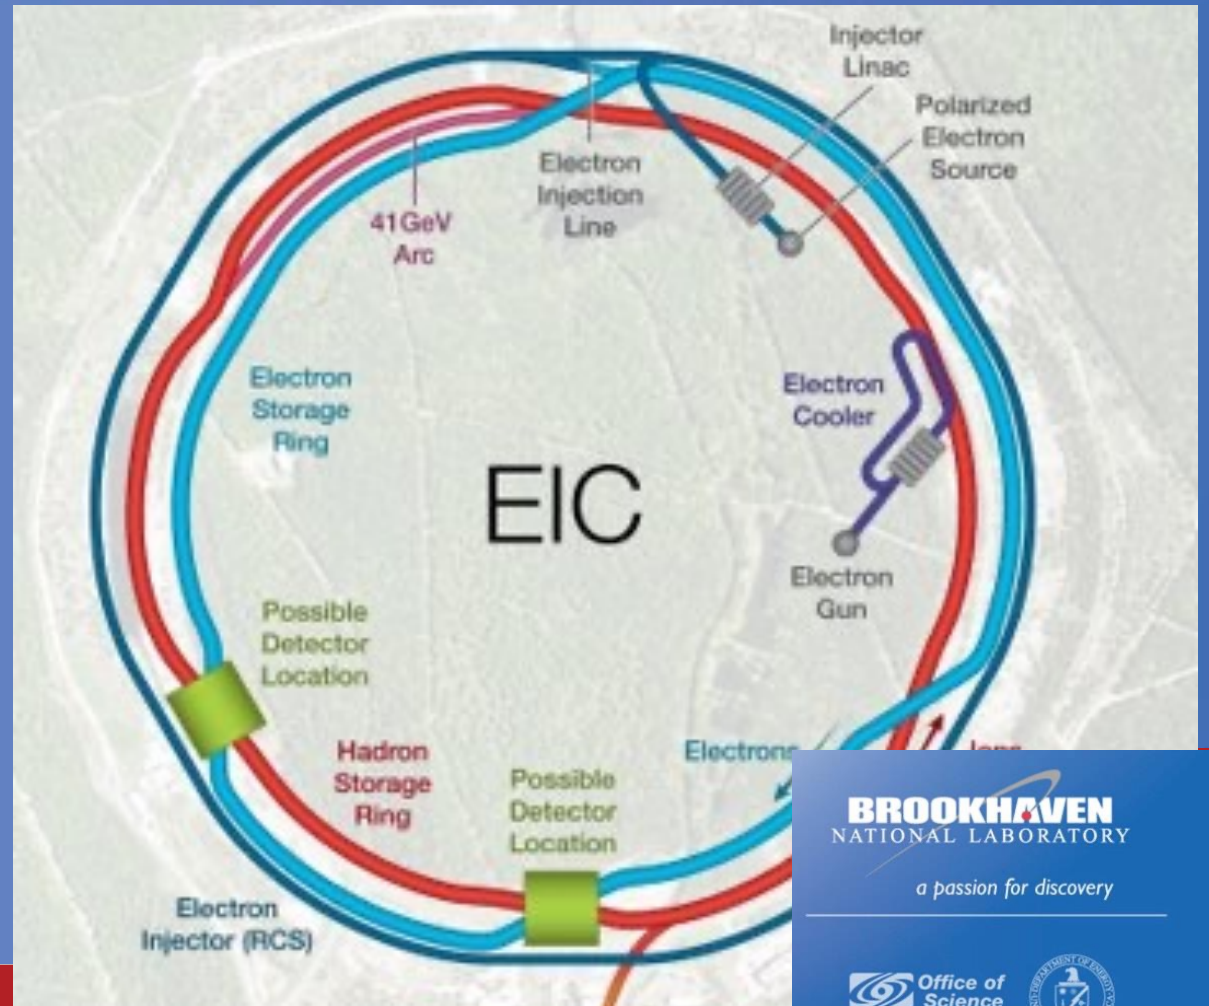 Injector
Linac
Polarized
Electron
Source
Electron
Injection
Line
41GeV
Arc
Electron
Storage
Ring
Electron
Cooler
EIC
Electron
Gun
Possible
Detector
Location
Hadron
Storage
Ring
Possible
Detector
Location
Electrons
Electron
Injector (RCS)
BROOKHAVEN
NATIONAL LABORATORY
a passion for discovery
Office of
Science